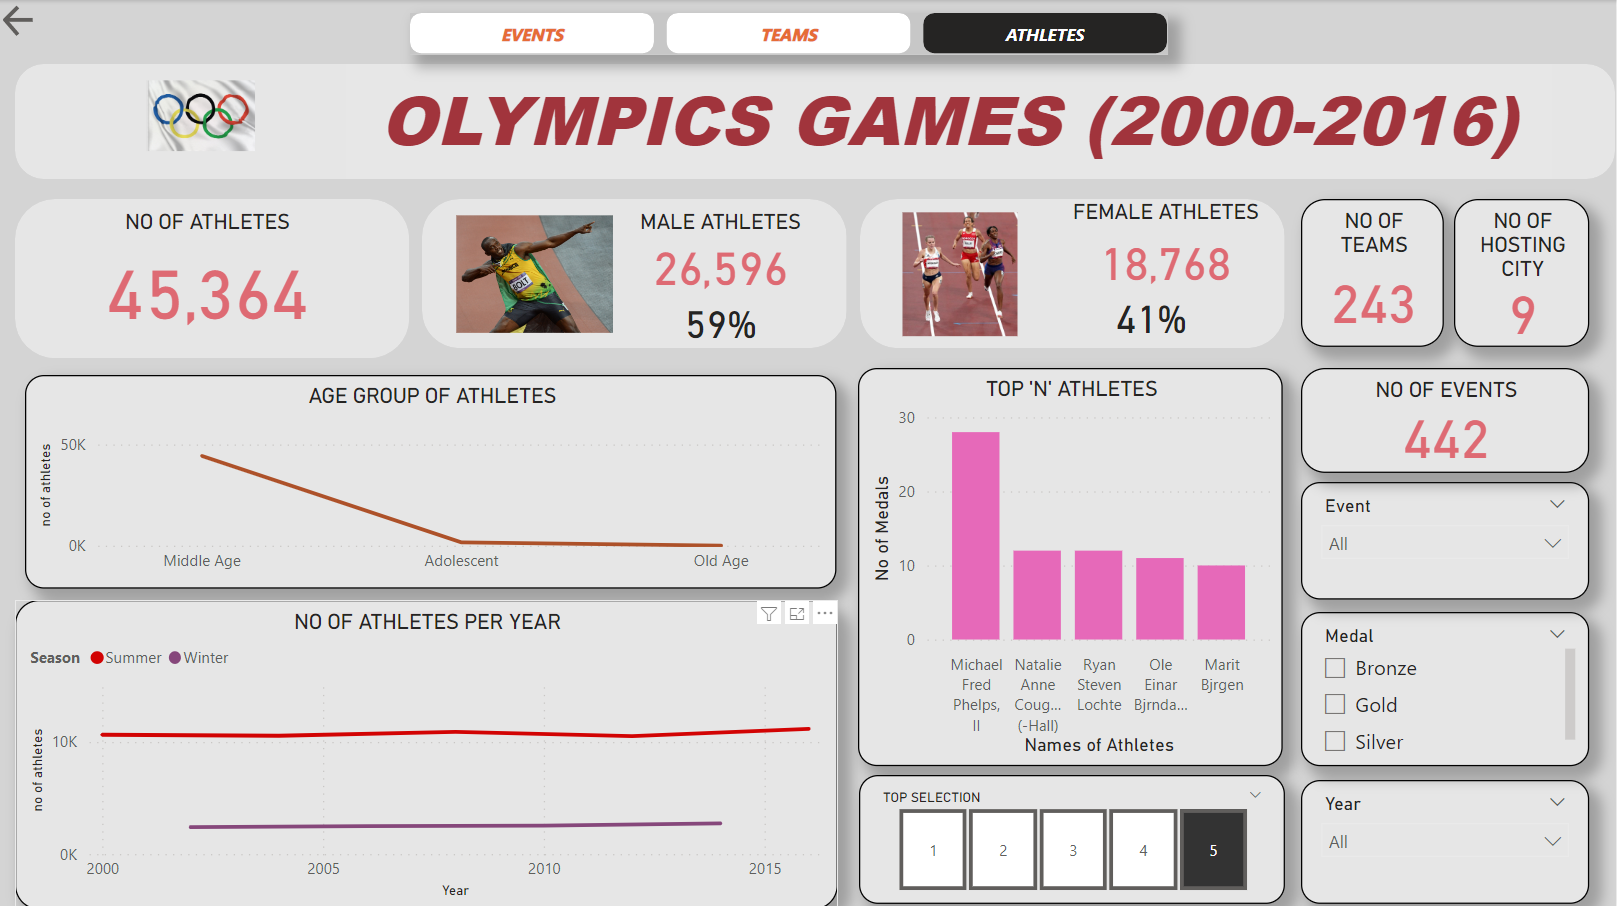 EVENTS
TEAMS
ATHLETES
OLYMPICS GAMES (2000-2016)
NO OF ATHLETES
45,364
MALE ATHLETES
26,596
59%
BOLT
FEMALE ATHLETES
18,768
41%
NO OF
TEAMS
243
NO OF
HOSTING
CITY
9
AGE GROUP OF ATHLETES
no of athletes
50K
0K
Middle Age
Adolescent
Old Age
TOP 'N' ATHLETES
No of Medals
30
20
10
0
Michael
Fred
Phelps,
II
Natalie
Anne
Coug...
(-Hall)
Ryan
Steven
Lochte
Ole
Einar
Bjrnda...
Marit
Bjrgen
Names of Athletes
NO OF EVENTS
442
Event
All
NO OF ATHLETES PER YEAR
Season
Summer
Winter
no of athletes
10K
0K
2000
2005
2010
2015
Year
TOP SELECTION
1
2
3
4
5
Medal
Bronze
Gold
Silver
Year
All